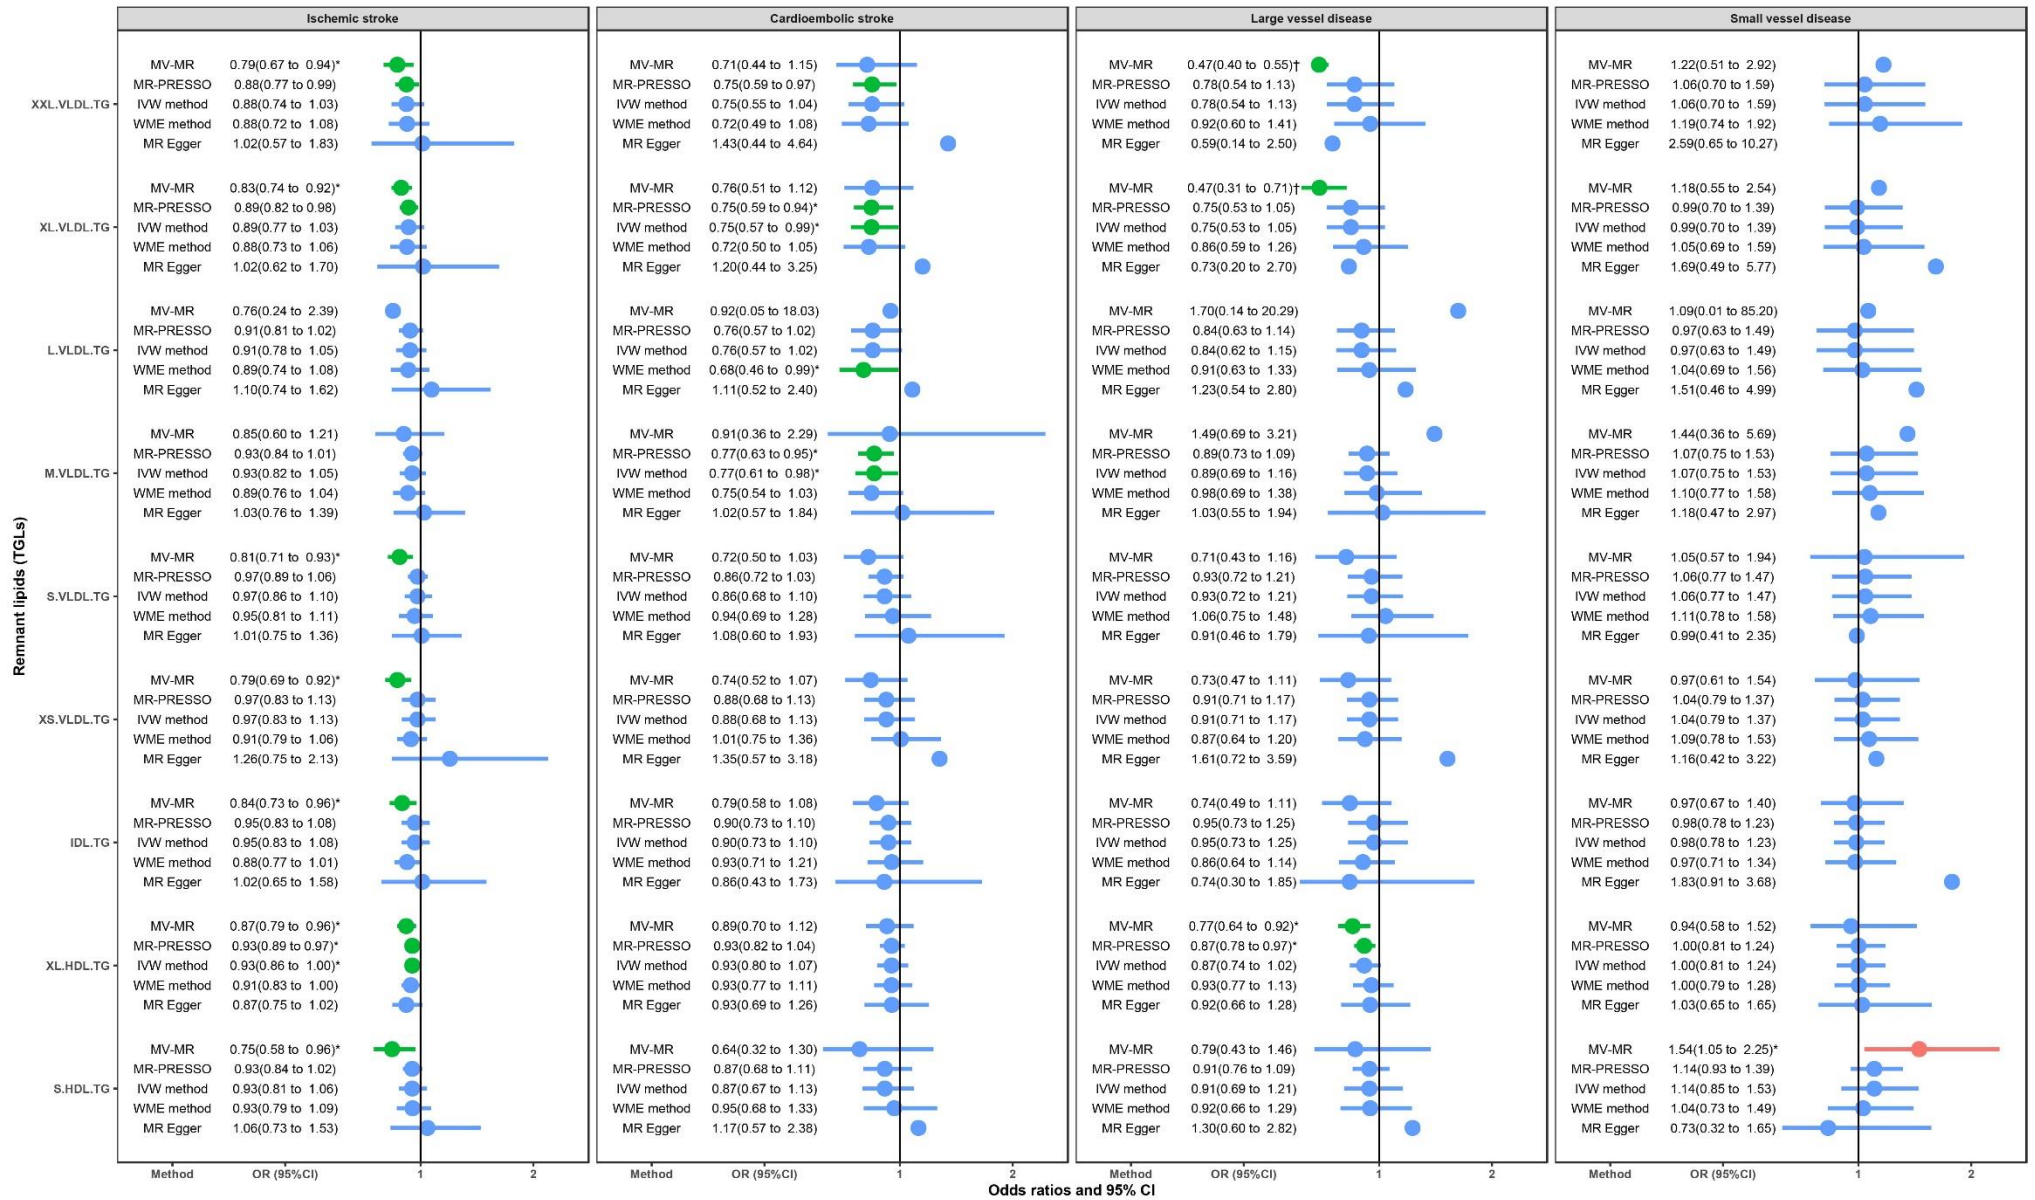 Ischemic stroke
Cardioembolic stroke
Large vessel disease
Small vessel disease
Remnant lipids (TGLs)
XXL.VLDL.TG
MV-MR 0.79(0.67 to 0.94)* MV-MR 0.71(0.44 to 1.15) MV-MR 0.47(0.40 to 0.55)† MV-MR 1.22(0.51 to 2.92)
MR-PRESSO 0.88(0.77 to 0.99) MR-PRESSO 0.75(0.59 to 0.97) MR-PRESSO 0.78(0.54 to 1.13) MR-PRESSO 1.06(0.70 to 1.59)
IVW method 0.88(0.74 to 1.03) IVW method 0.75(0.55 to 1.04) IVW method 0.78(0.54 to 1.13) IVW method 1.06(0.70 to 1.59)
WME method 0.88(0.72 to 1.08) WME method 0.72(0.49 to 1.08) WME method 0.92(0.60 to 1.41) WME method 1.19(0.74 to 1.92)
MR Egger 1.02(0.57 to 1.83) MR Egger 1.43(0.44 to 4.64) MR Egger 0.59(0.14 to 2.50) MR Egger 2.59(0.65 to 10.27)
XL.VLDL.TG
MV-MR 0.83(0.74 to 0.92)* MV-MR 0.76(0.51 to 1.12) MV-MR 0.47(0.31 to 0.71)† MV-MR 1.18(0.55 to 2.54)
MR-PRESSO 0.89(0.82 to 0.98) MR-PRESSO 0.75(0.59 to 0.94)* MR-PRESSO 0.75(0.53 to 1.05) MR-PRESSO 0.99(0.70 to 1.39)
IVW method 0.89(0.77 to 1.03) IVW method 0.75(0.57 to 0.99)* IVW method 0.75(0.53 to 1.05) IVW method 0.99(0.70 to 1.39)
WME method 0.88(0.73 to 1.06) WME method 0.72(0.50 to 1.05) WME method 0.86(0.59 to 1.26) WME method 1.05(0.69 to 1.59)
MR Egger 1.02(0.62 to 1.70) MR Egger 1.20(0.44 to 3.25) MR Egger 0.73(0.20 to 2.70) MR Egger 1.69(0.49 to 5.77)
L.VLDL.TG
MV-MR 0.76(0.24 to 2.39) MV-MR 0.92(0.05 to 18.03) MV-MR 1.70(0.14 to 20.29) MV-MR 1.09(0.01 to 85.20)
MR-PRESSO 0.91(0.81 to 1.02) MR-PRESSO 0.76(0.57 to 1.02) MR-PRESSO 0.84(0.63 to 1.14) MR-PRESSO 0.97(0.63 to 1.49)
IVW method 0.91(0.78 to 1.05) IVW method 0.76(0.57 to 1.02) IVW method 0.84(0.62 to 1.15) IVW method 0.97(0.63 to 1.49)
WME method 0.89(0.74 to 1.08) WME method 0.68(0.46 to 0.99)* WME method 0.91(0.63 to 1.33) WME method 1.04(0.69 to 1.56)
MR Egger 1.10(0.74 to 1.62) MR Egger 1.11(0.52 to 2.40) MR Egger 1.23(0.54 to 2.80) MR Egger 1.51(0.46 to 4.99)
M.VLDL.TG
MV-MR 0.85(0.60 to 1.21) MV-MR 0.91(0.36 to 2.29) MV-MR 1.49(0.69 to 3.21) MV-MR 1.44(0.36 to 5.69)
MR-PRESSO 0.93(0.84 to 1.01) MR-PRESSO 0.77(0.63 to 0.95)* MR-PRESSO 0.89(0.73 to 1.09) MR-PRESSO 1.07(0.75 to 1.53)
IVW method 0.93(0.82 to 1.05) IVW method 0.77(0.61 to 0.98)* IVW method 0.89(0.69 to 1.16) IVW method 1.07(0.75 to 1.53)
WME method 0.89(0.76 to 1.04) WME method 0.75(0.54 to 1.03) WME method 0.98(0.69 to 1.38) WME method 1.10(0.77 to 1.58)
MR Egger 1.03(0.76 to 1.39) MR Egger 1.02(0.57 to 1.84) MR Egger 1.03(0.55 to 1.94) MR Egger 1.18(0.47 to 2.97)
S.VLDL.TG
MV-MR 0.81(0.71 to 0.93)* MV-MR 0.72(0.50 to 1.03) MV-MR 0.71(0.43 to 1.16) MV-MR 1.05(0.57 to 1.94)
MR-PRESSO 0.97(0.89 to 1.06) MR-PRESSO 0.86(0.72 to 1.03) MR-PRESSO 0.93(0.72 to 1.21) MR-PRESSO 1.06(0.77 to 1.47)
IVW method 0.97(0.86 to 1.10) IVW method 0.86(0.68 to 1.10) IVW method 0.93(0.72 to 1.21) IVW method 1.06(0.77 to 1.47)
WME method 0.95(0.81 to 1.11) WME method 0.94(0.69 to 1.28) WME method 1.06(0.75 to 1.48) WME method 1.11(0.78 to 1.58)
MR Egger 1.01(0.75 to 1.36) MR Egger 1.08(0.60 to 1.93) MR Egger 0.91(0.46 to 1.79) MR Egger 0.99(0.41 to 2.35)
XS.VLDL.TG
MV-MR 0.79(0.69 to 0.92)* MV-MR 0.74(0.52 to 1.07) MV-MR 0.73(0.47 to 1.11) MV-MR 0.97(0.61 to 1.54)
MR-PRESSO 0.97(0.83 to 1.13) MR-PRESSO 0.88(0.68 to 1.13) MR-PRESSO 0.91(0.71 to 1.17) MR-PRESSO 1.04(0.79 to 1.37)
IVW method 0.97(0.83 to 1.13) IVW method 0.88(0.68 to 1.13) IVW method 0.91(0.71 to 1.17) IVW method 1.04(0.79 to 1.37)
WME method 0.91(0.79 to 1.06) WME method 1.01(0.75 to 1.36) WME method 0.87(0.64 to 1.20) WME method 1.09(0.78 to 1.53)
MR Egger 1.26(0.75 to 2.13) MR Egger 1.35(0.57 to 3.18) MR Egger 1.61(0.72 to 3.59) MR Egger 1.16(0.42 to 3.22)
IDL.TG
MV-MR 0.84(0.73 to 0.96)* MV-MR 0.79(0.58 to 1.08) MV-MR 0.74(0.49 to 1.11) MV-MR 0.97(0.67 to 1.40)
MR-PRESSO 0.95(0.83 to 1.08) MR-PRESSO 0.90(0.73 to 1.10) MR-PRESSO 0.95(0.73 to 1.25) MR-PRESSO 0.98(0.78 to 1.23)
IVW method 0.95(0.83 to 1.08) IVW method 0.90(0.73 to 1.10) IVW method 0.95(0.73 to 1.25) IVW method 0.98(0.78 to 1.23)
WME method 0.88(0.77 to 1.01) WME method 0.93(0.71 to 1.21) WME method 0.86(0.64 to 1.14) WME method 0.97(0.71 to 1.34)
MR Egger 1.02(0.65 to 1.58) MR Egger 0.86(0.43 to 1.73) MR Egger 0.74(0.30 to 1.85) MR Egger 1.83(0.91 to 3.68)
XL.HDL.TG
MV-MR 0.87(0.79 to 0.96)* MV-MR 0.89(0.70 to 1.12) MV-MR 0.77(0.64 to 0.92)* MV-MR 0.94(0.58 to 1.52)
MR-PRESSO 0.93(0.89 to 0.97)* MR-PRESSO 0.93(0.82 to 1.04) MR-PRESSO 0.87(0.78 to 0.97)* MR-PRESSO 1.00(0.81 to 1.24)
IVW method 0.93(0.86 to 1.00)* IVW method 0.93(0.80 to 1.07) IVW method 0.87(0.74 to 1.02) IVW method 1.00(0.81 to 1.24)
WME method 0.91(0.83 to 1.00) WME method 0.93(0.77 to 1.11) WME method 0.93(0.77 to 1.13) WME method 1.00(0.79 to 1.28)
MR Egger 0.87(0.75 to 1.02) MR Egger 0.93(0.69 to 1.26) MR Egger 0.92(0.66 to 1.28) MR Egger 1.03(0.65 to 1.65)
S.HDL.TG
MV-MR 0.75(0.58 to 0.96)* MV-MR 0.64(0.32 to 1.30) MV-MR 0.79(0.43 to 1.46) MV-MR 1.54(1.05 to 2.25)*
MR-PRESSO 0.93(0.84 to 1.02) MR-PRESSO 0.87(0.68 to 1.11) MR-PRESSO 0.91(0.76 to 1.09) MR-PRESSO 1.14(0.93 to 1.39)
IVW method 0.93(0.81 to 1.06) IVW method 0.87(0.67 to 1.13) IVW method 0.91(0.69 to 1.21) IVW method 1.14(0.85 to 1.53)
WME method 0.93(0.79 to 1.09) WME method 0.95(0.68 to 1.33) WME method 0.92(0.66 to 1.29) WME method 1.04(0.73 to 1.49)
MR Egger 1.06(0.73 to 1.53) MR Egger 1.17(0.57 to 2.38) MR Egger 1.30(0.60 to 2.82) MR Egger 0.73(0.32 to 1.65)
Method OR (95%CI) 1 2 Method OR (95%CI) 1 2 Method OR (95%CI) 1 2 Method OR (95%CI) 1 2
Odds ratios and 95% CI